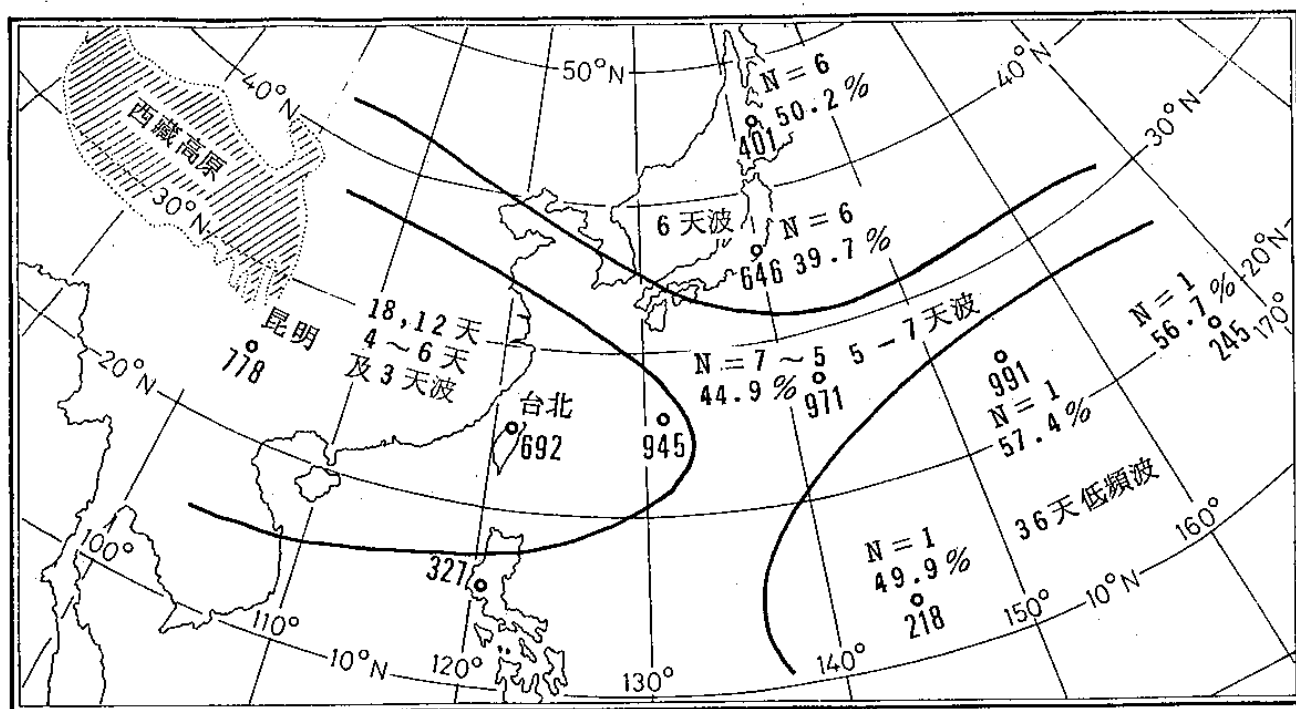 50°N
40°N
40°N
N = 6
50.2 %
401
西藏高原
30°N
30°N
6 天波
N = 6
646 39.7 %
20°N
170°
昆明
778
18,12 天
4～6 天
及 3 天波
N = 7 ～ 5
44.9 %
5 - 7 天波
971
991
N = 1
57.4 %
N = 1
56.7 %
245
20°N
台北
692
945
36天低頻波
160°
327
N = 1
49.9 %
218
100°
110°
10°N
120°
130°
140°
150°
10°N